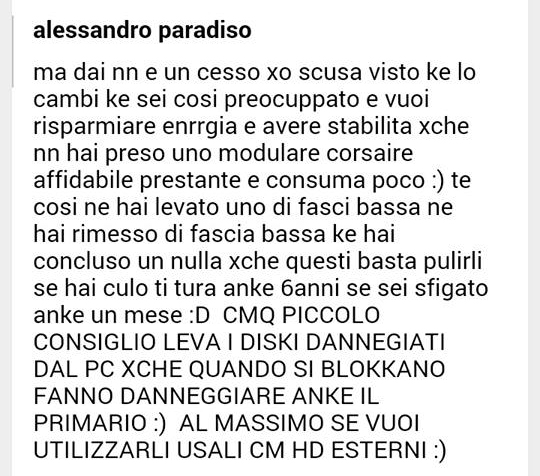 alessandro paradiso
ma dai nn e un cesso xo scusa visto ke lo
cambi ke sei cosi preocuppato e vuoi
risparmiare enrrgia e avere stabilita xche
nn hai preso uno modulare corsaire
affidabile prestante e consuma poco :) te
cosi ne hai levato uno di fasci bassa ne
hai rimesso di fascia bassa ke hai
concluso un nulla xche questi basta pulirli
se hai culo ti tura anke 6anni se sei sfigato
anke un mese :D  CMQ PICCOLO
CONSIGLIO LEVA I DISKI DANNEGIATI
DAL PC XCHE QUANDO SI BLOKKANO
FANNO DANNEGGIARE ANKE IL
PRIMARIO :)  AL MASSIMO SE VUOI
UTILIZZARLI USALI CM HD ESTERNI :)